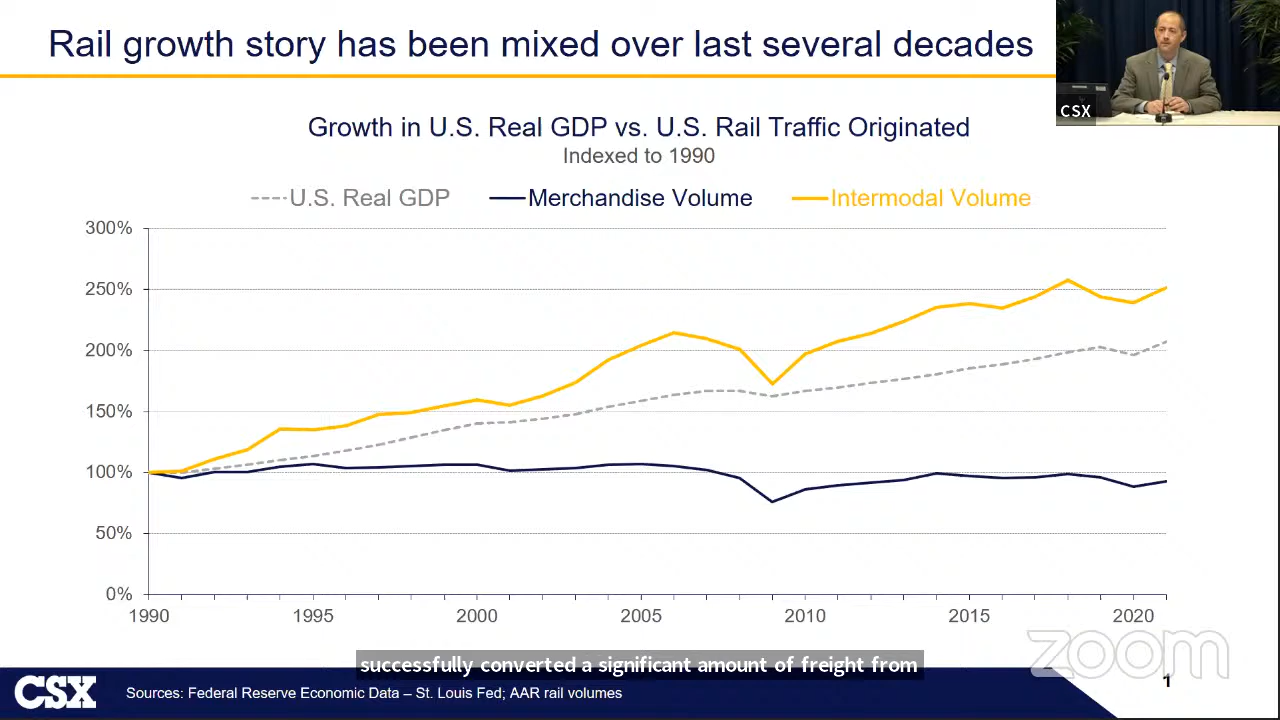 Rail growth story has been mixed over last several decades
CSX
Growth in U.S. Real GDP vs. U.S. Rail Traffic Originated
Indexed to 1990
U.S. Real GDP Merchandise Volume Intermodal Volume
300%
250%
200%
150%
100%
50%
0%
1990 1995 2000 2005 2010 2015 2020
zoom
successfully converted a significant amount of freight from
1
CSX Sources: Federal Reserve Economic Data – St. Louis Fed; AAR rail volumes